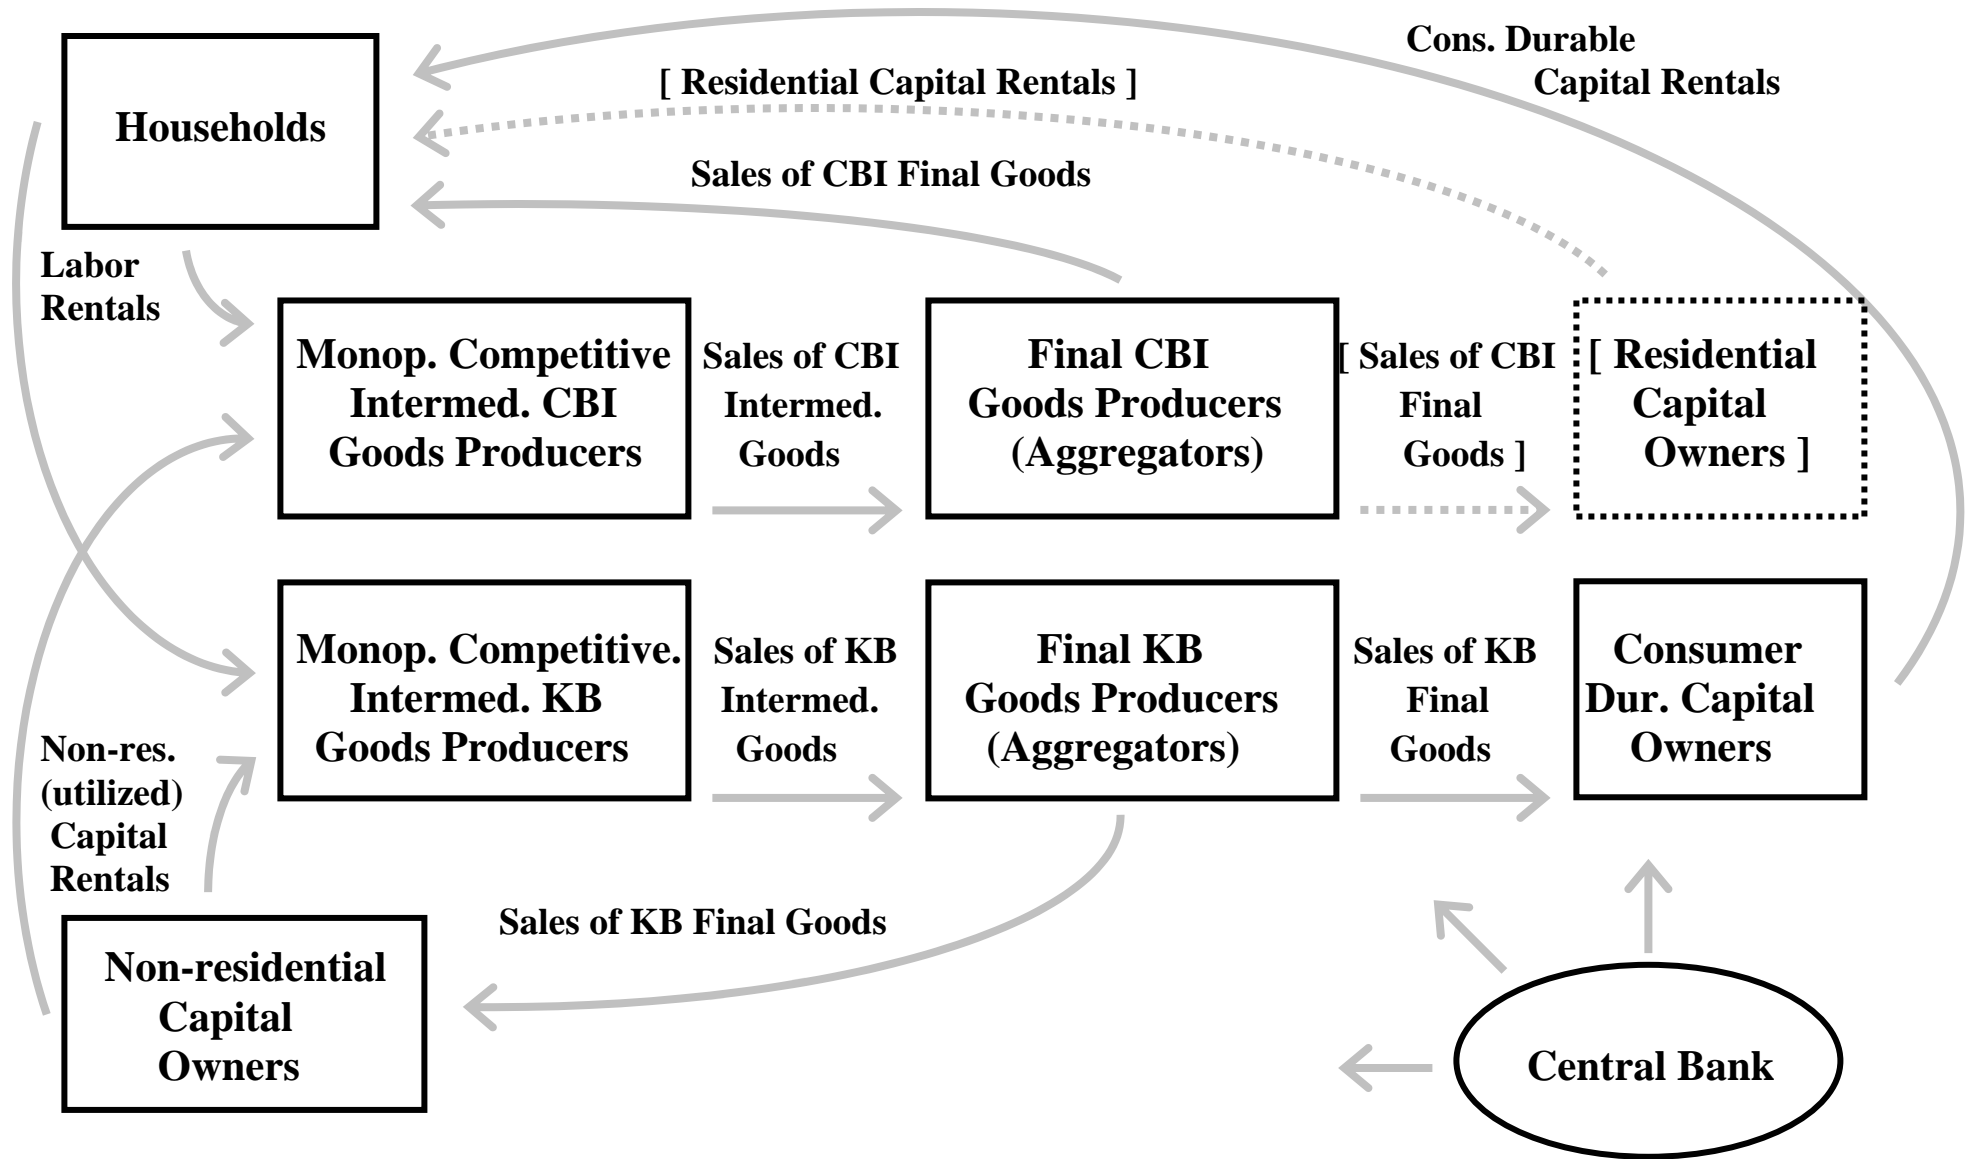 Cons. Durable
Capital Rentals
[ Residential Capital Rentals ]
Households
Sales of CBI Final Goods
Labor
Rentals
Monop. Competitive
Intermed. CBI
Goods Producers
Sales of CBI
Intermed.
Goods
Final CBI
Goods Producers
(Aggregators)
[ Sales of CBI
Final
Goods ]
[ Residential
Capital
Owners ]
Monop. Competitive.
Intermed. KB
Goods Producers
Sales of KB
Intermed.
Goods
Final KB
Goods Producers
(Aggregators)
Sales of KB
Final
Goods
Consumer
Dur. Capital
Owners
Non-res.
(utilized)
Capital
Rentals
Sales of KB Final Goods
Non-residential
Capital
Owners
Central Bank